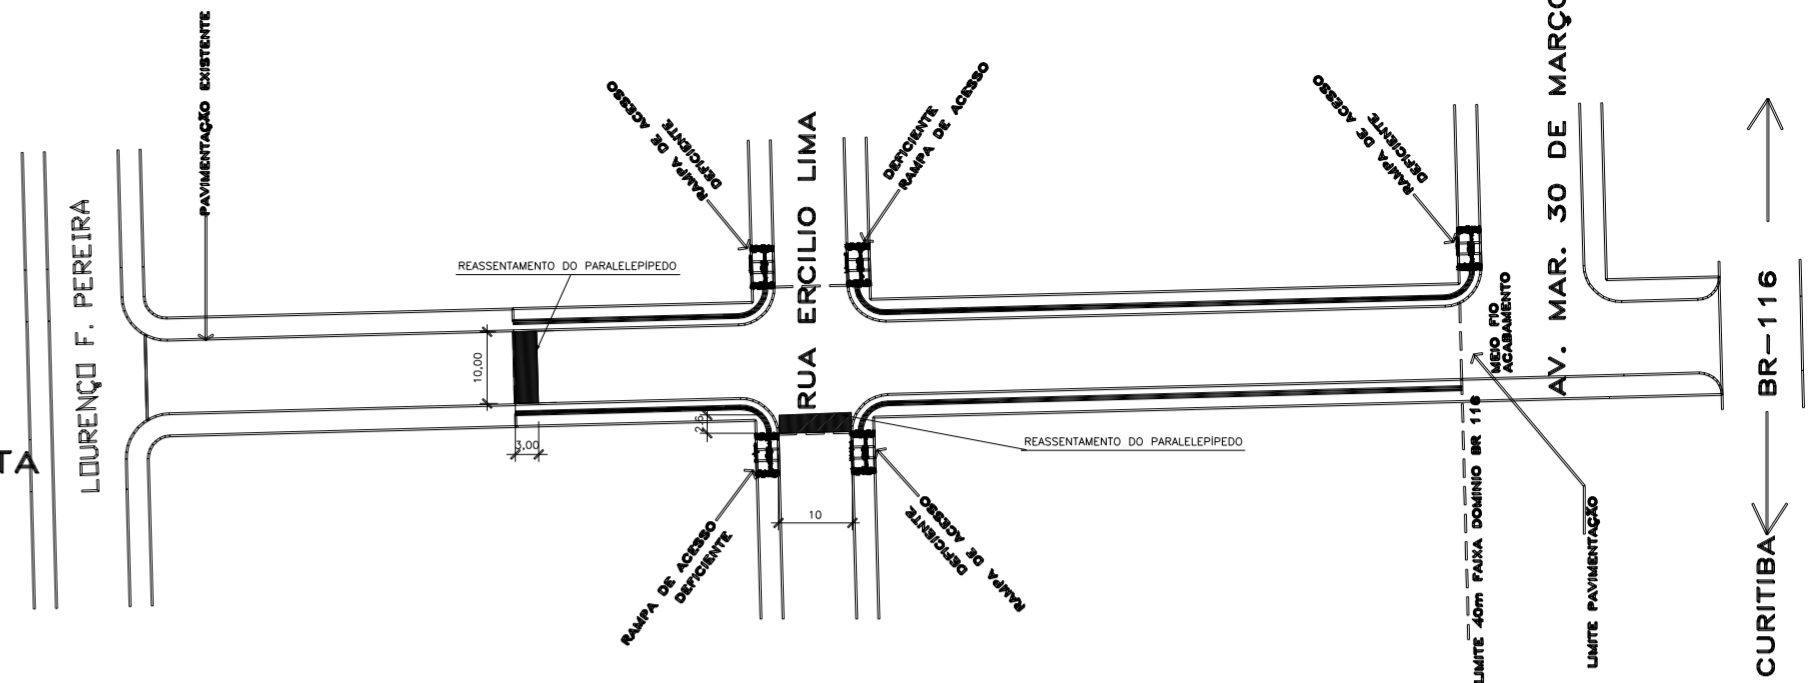 PAVIMENTAÇÃO EXISTENTE
LOURENÇO F. PEREIRA
TA
REASSENTAMENTO DO PARALELEPÍPEDO
10,00
3,00
RAMPA DE ACESSO
DEFICIENTE
RUA ERCILIO LIMA
DEFICIENTE
RAMPA DE ACESSO
RAMPA DE ACESSO
DEFICIENTE
10
RAMPA DE ACESSO
DEFICIENTE
REASSENTAMENTO DO PARALELEPÍPEDO
RAMPA DE ACESSO
DEFICIENTE
MEIO FIO
ACABAMENTO
LIMITE 40m FAIXA DOMINIO BR 116
LIMITE PAVIMENTAÇÃO
AV. MAR. 30 DE MARÇO
BR-116
CURITIBA